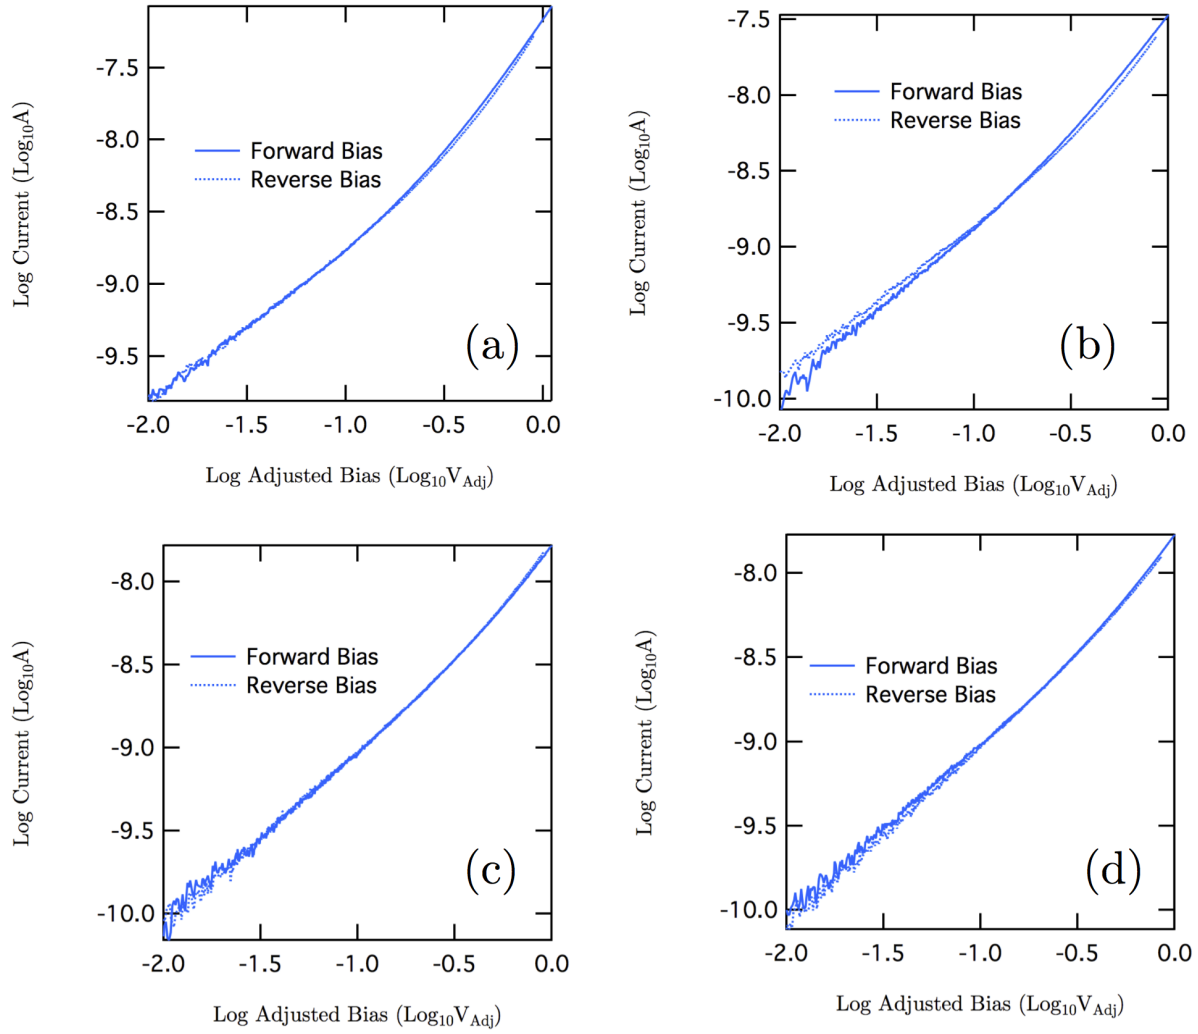 -7.5
-8.0
-8.5
-9.0
-9.5
-2.0 -1.5 -1.0 -0.5 0.0
Log Current (Log10A)
Log Adjusted Bias (Log10VAdj)
Forward Bias
Reverse Bias
(a)
-7.5
-8.0
-8.5
-9.0
-9.5
-10.0
-2.0 -1.5 -1.0 -0.5 0.0
Log Current (Log10A)
Log Adjusted Bias (Log10VAdj)
Forward Bias
Reverse Bias
(b)
-8.0
-8.5
-9.0
-9.5
-10.0
-2.0 -1.5 -1.0 -0.5 0.0
Log Current (Log10A)
Log Adjusted Bias (Log10VAdj)
Forward Bias
Reverse Bias
(c)
-8.0
-8.5
-9.0
-9.5
-10.0
-2.0 -1.5 -1.0 -0.5 0.0
Log Current (Log10A)
Log Adjusted Bias (Log10VAdj)
Forward Bias
Reverse Bias
(d)